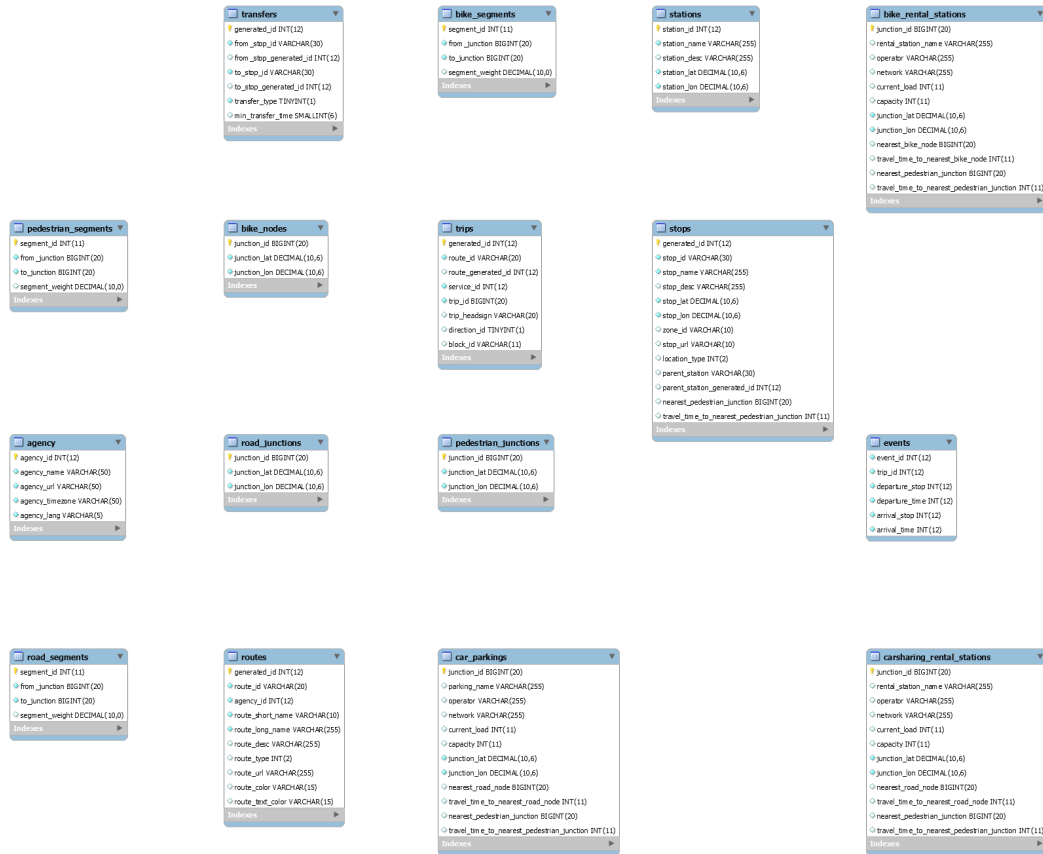 transfers
generated_id INT(12)
from_stop_id VARCHAR(30)
from_stop_generated_id INT(12)
to_stop_id VARCHAR(30)
to_stop_generated_id INT(12)
transfer_type TINYINT(1)
min_transfer_time SMALLINT(6)
Indexes
bike_segments
segment_id INT(11)
from_junction BIGINT(20)
to_junction BIGINT(20)
segment_weight DECIMAL(10,0)
Indexes
stations
station_id INT(12)
station_name VARCHAR(255)
station_desc VARCHAR(255)
station_lat DECIMAL(10,6)
station_lon DECIMAL(10,6)
Indexes
bike_rental_stations
junction_id BIGINT(20)
rental_station_name VARCHAR(255)
operator VARCHAR(255)
network VARCHAR(255)
current_load INT(11)
capacity INT(11)
junction_lat DECIMAL(10,6)
junction_lon DECIMAL(10,6)
nearest_bike_node BIGINT(20)
travel_time_to_nearest_bike_node INT(11)
nearest_pedestrian_junction BIGINT(20)
travel_time_to_nearest_pedestrian_junction INT(11)
Indexes
pedestrian_segments
segment_id INT(11)
from_junction BIGINT(20)
to_junction BIGINT(20)
segment_weight DECIMAL(10,0)
Indexes
bike_nodes
junction_id BIGINT(20)
junction_lat DECIMAL(10,6)
junction_lon DECIMAL(10,6)
Indexes
trips
generated_id INT(12)
route_id VARCHAR(20)
route_generated_id INT(12)
service_id INT(12)
trip_id BIGINT(20)
trip_headsign VARCHAR(20)
direction_id TINYINT(1)
block_id VARCHAR(11)
Indexes
stops
generated_id INT(12)
stop_id VARCHAR(30)
stop_name VARCHAR(255)
stop_desc VARCHAR(255)
stop_lat DECIMAL(10,6)
stop_lon DECIMAL(10,6)
zone_id VARCHAR(10)
stop_url VARCHAR(10)
location_type INT(2)
parent_station VARCHAR(30)
parent_station_generated_id INT(12)
nearest_pedestrian_junction BIGINT(20)
travel_time_to_nearest_pedestrian_junction INT(11)
Indexes
agency
agency_id INT(12)
agency_name VARCHAR(50)
agency_url VARCHAR(50)
agency_timezone VARCHAR(50)
agency_lang VARCHAR(5)
Indexes
road_junctions
junction_id BIGINT(20)
junction_lat DECIMAL(10,6)
junction_lon DECIMAL(10,6)
Indexes
pedestrian_junctions
junction_id BIGINT(20)
junction_lat DECIMAL(10,6)
junction_lon DECIMAL(10,6)
Indexes
events
event_id INT(12)
trip_id INT(12)
departure_stop INT(12)
departure_time INT(12)
arrival_stop INT(12)
arrival_time INT(12)
road_segments
segment_id INT(11)
from_junction BIGINT(20)
to_junction BIGINT(20)
segment_weight DECIMAL(10,0)
Indexes
routes
generated_id INT(12)
route_id VARCHAR(20)
agency_id INT(12)
route_short_name VARCHAR(10)
route_long_name VARCHAR(255)
route_desc VARCHAR(255)
route_type INT(2)
route_url VARCHAR(255)
route_color VARCHAR(15)
route_text_color VARCHAR(15)
Indexes
car_parkings
junction_id BIGINT(20)
parking_name VARCHAR(255)
operator VARCHAR(255)
network VARCHAR(255)
current_load INT(11)
capacity INT(11)
junction_lat DECIMAL(10,6)
junction_lon DECIMAL(10,6)
nearest_road_node BIGINT(20)
travel_time_to_nearest_road_node INT(11)
nearest_pedestrian_junction BIGINT(20)
travel_time_to_nearest_pedestrian_junction INT(11)
Indexes
carsharing_rental_stations
junction_id BIGINT(20)
rental_station_name VARCHAR(255)
operator VARCHAR(255)
network VARCHAR(255)
current_load INT(11)
capacity INT(11)
junction_lat DECIMAL(10,6)
junction_lon DECIMAL(10,6)
nearest_road_node BIGINT(20)
travel_time_to_nearest_road_node INT(11)
nearest_pedestrian_junction BIGINT(20)
travel_time_to_nearest_pedestrian_junction INT(11)
Indexes